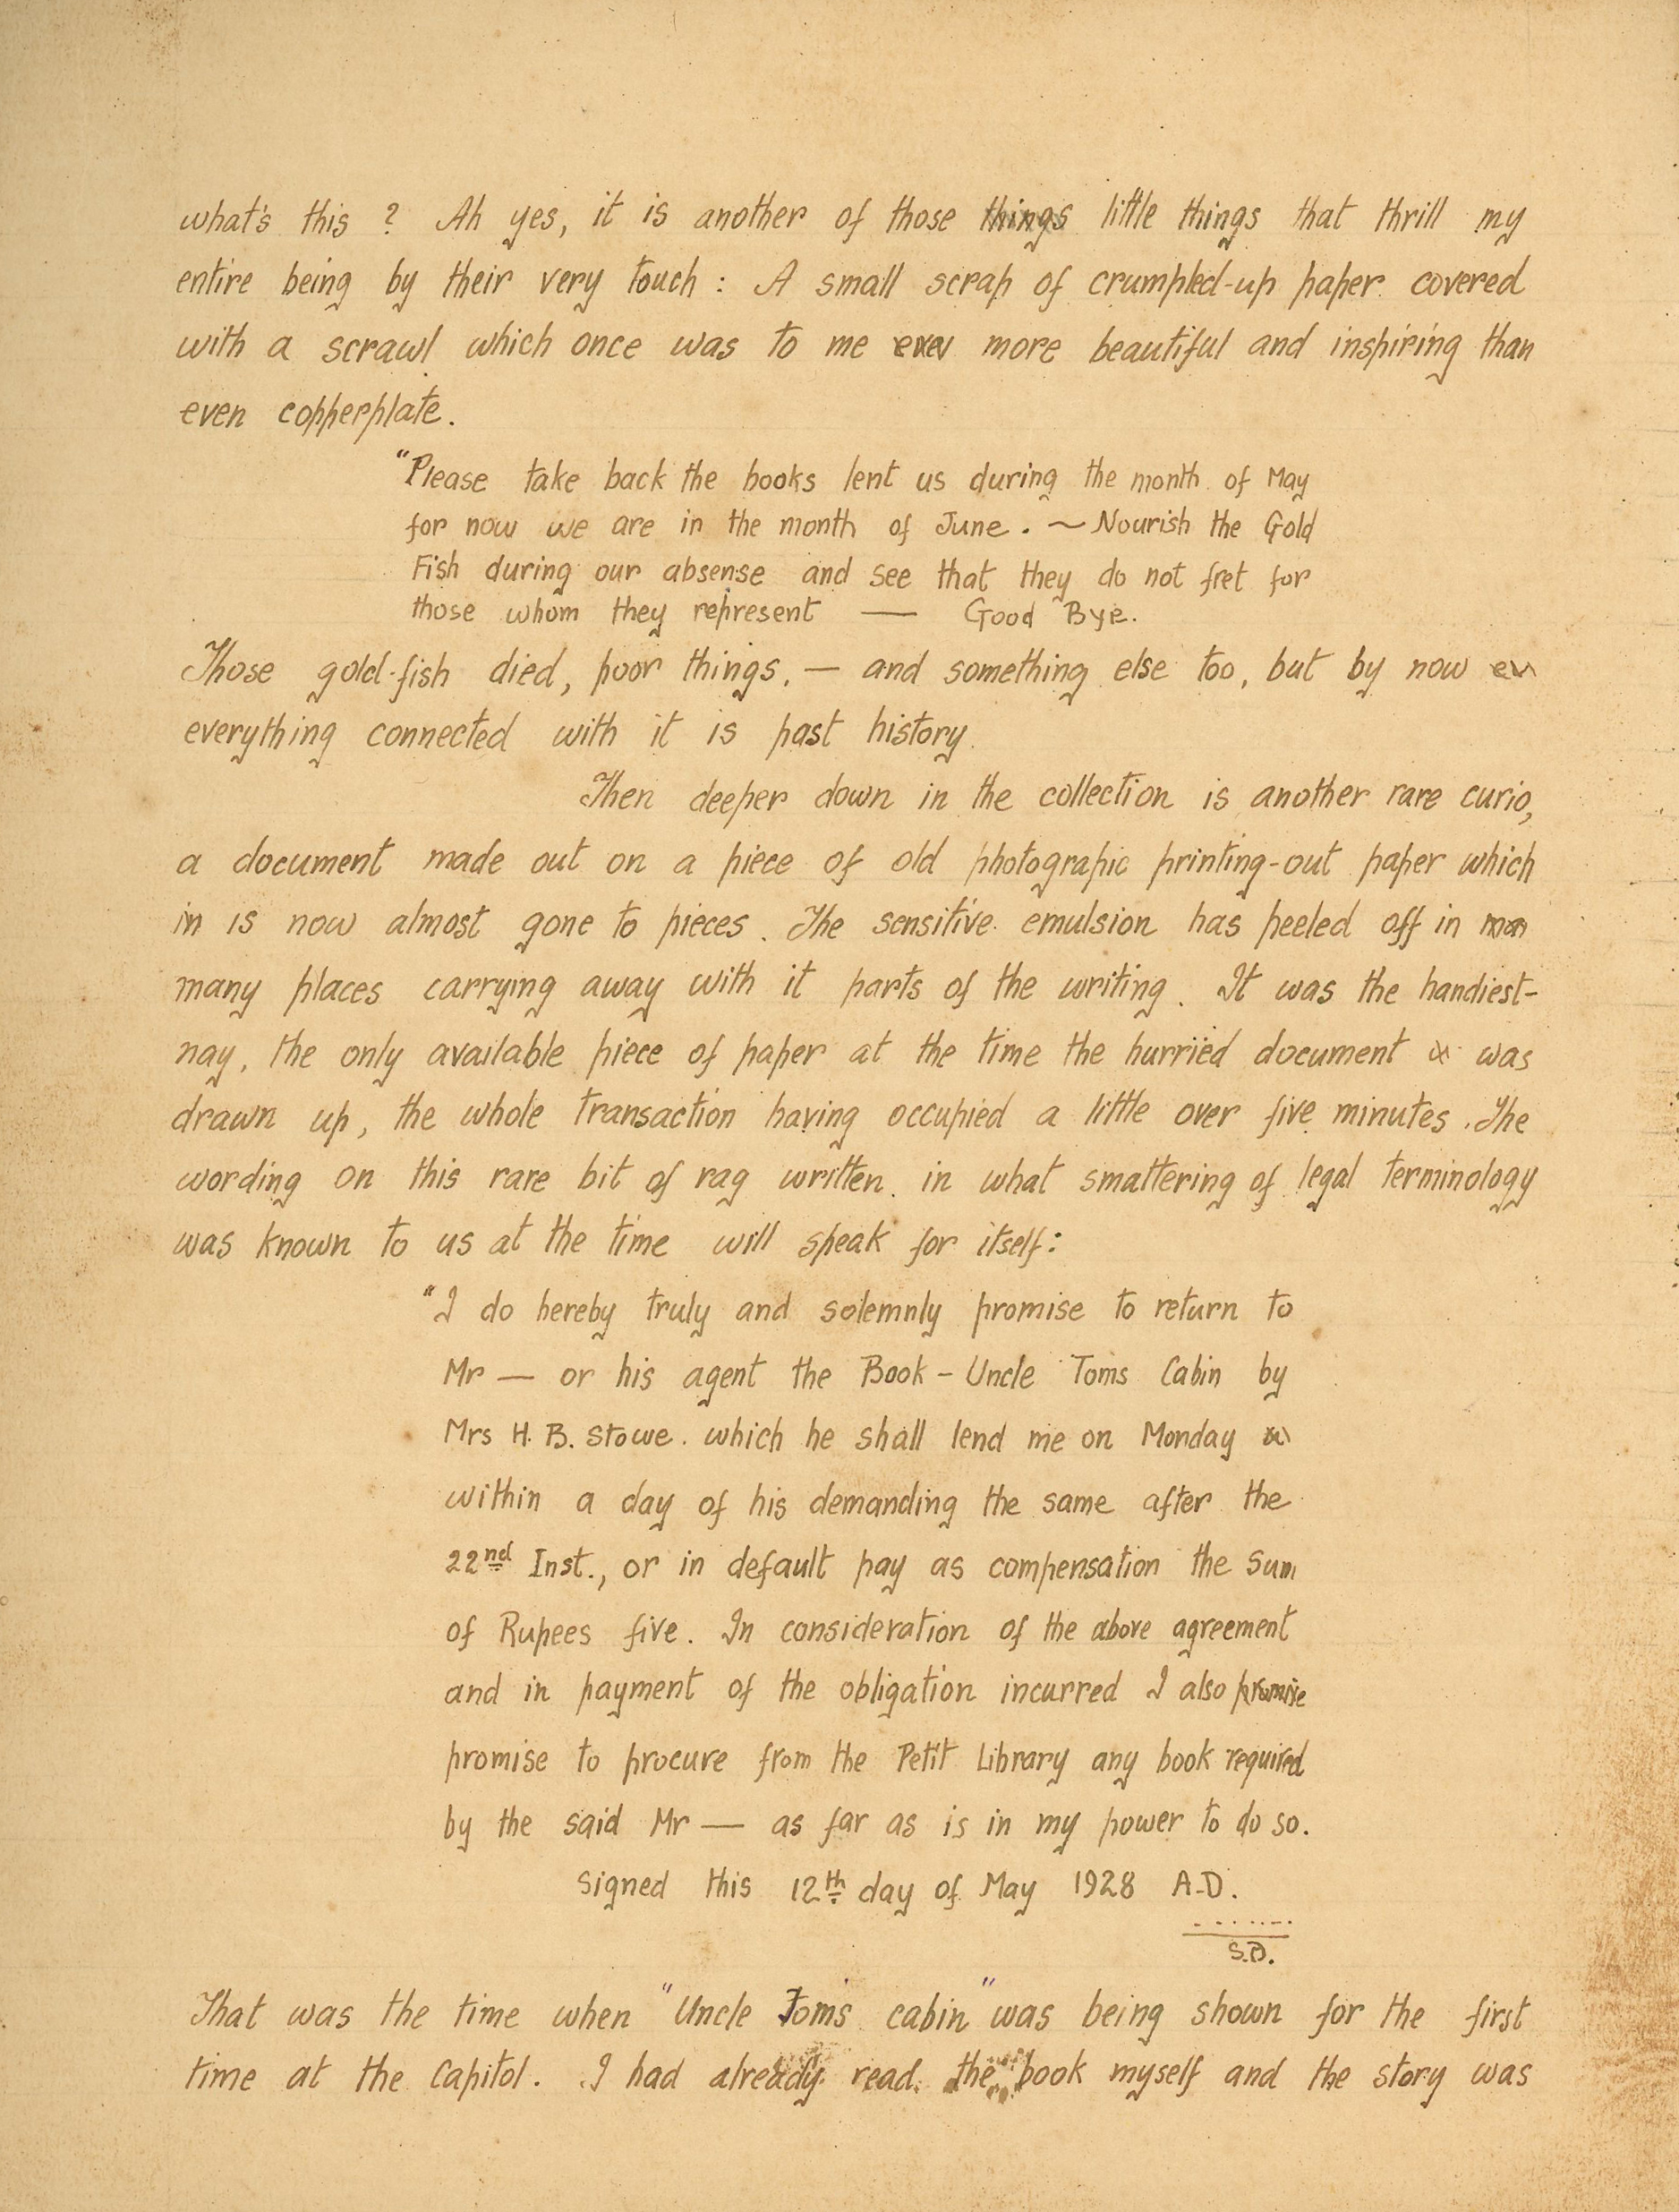 what's this ? Ah yes, it is another of those things little things that thrill my
entire being by their very touch : A small scrap of crumpled-up paper covered
with a scrawl which once was to me even more beautiful and inspiring than
even copperplate.
"Please take back the books lent us during the month of May
for now we are in the month of June. ~ Nourish the Gold
Fish during our absense and see that they do not fret for
those whom they represent — Good Bye.
Those gold-fish died, poor things, — and something else too, but by now ev
everything connected with it is past history.
Then deeper down in the collection is another rare curio,
a document made out on a piece of old photograpic printing-out paper which
in is now almost gone to pieces. The sensitive emulsion has peeled off in man
many places carrying away with it parts of the writing. It was the handiest-
nay, the only available piece of paper at the time the hurried document was
drawn up, the whole transaction having occupied a little over five minutes. The
wording on this rare bit of rag written in what smattering of legal terminology
was known to us at the time will speak for itself:
"I do hereby truly and solemnly promise to return to
Mr — or his agent the Book – Uncle Toms Cabin by
Mrs H. B. Stowe. which he shall lend me on Monday
within a day of his demanding the same after the
22nd Inst., or in default pay as compensation the sum
of Rupees five. In consideration of the above agreement
and in payment of the obligation incurred I also promise
promise to procure from the Petit Library any book required
by the said Mr — as far as is in my power to do so.
Signed this 12th day of May 1928 A.D.
.......
S.D.
That was the time when "Uncle Tom's cabin" was being shown for the first
time at the Capitol. I had already read the book myself and the story was